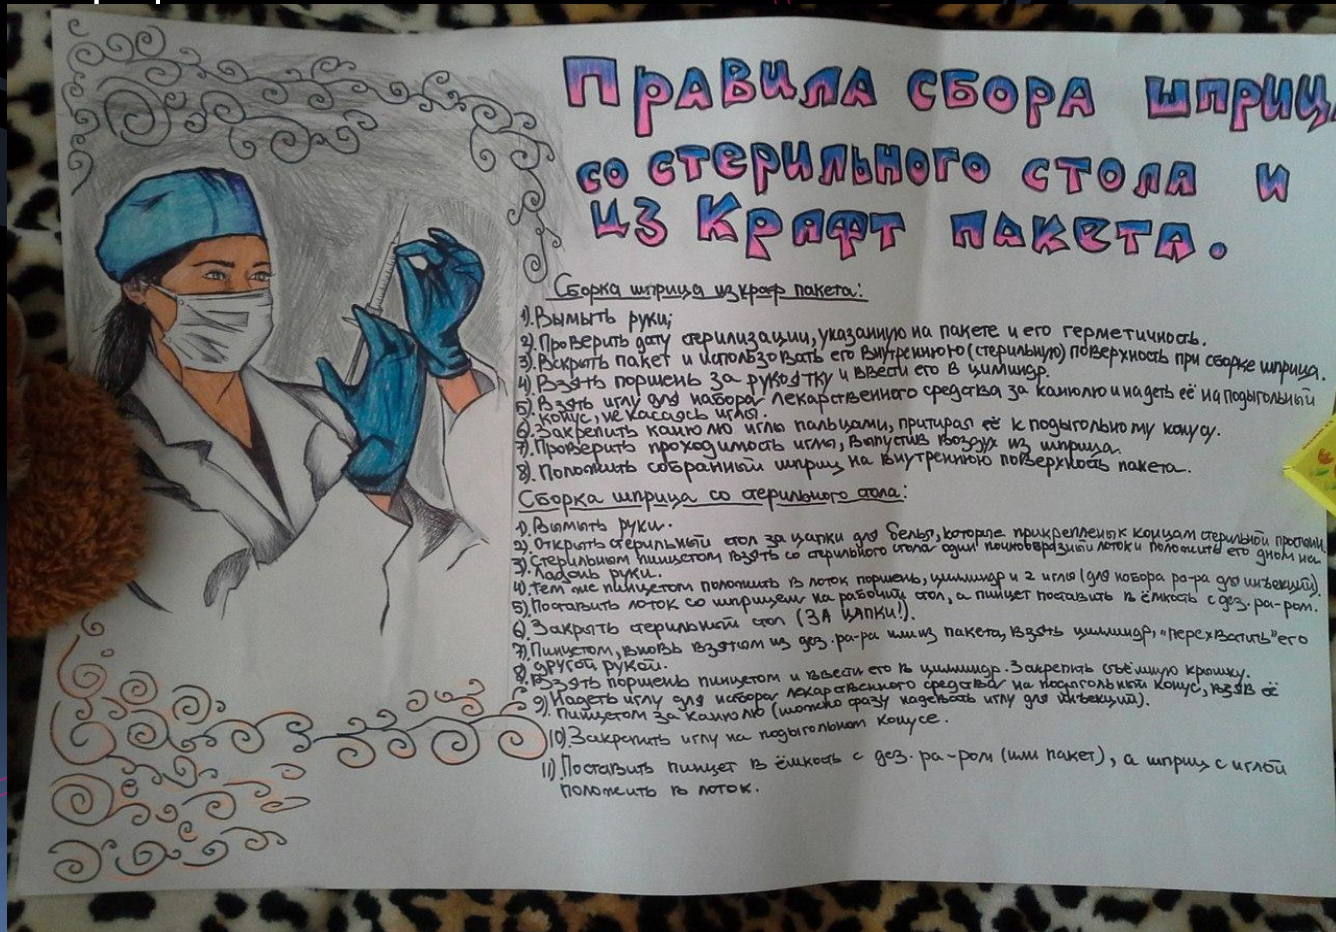 Правила сбора шприц
со стерильного стола и
из Крафт пакета.
Сборка шприца из краф пакета:
1). Вымыть руки;
2). Проверить дату стерилизации, указанную на пакете и его герметичность.
3). Вскрыть пакет и использовать его внутреннюю (стерильную) поверхность при сборке шприца.
4). Взять поршень за рукоятку и ввести его в цилиндр.
5). Взять иглу для набора лекарственного средства за канюлю и надеть её на подыгольный
конус, не касаясь иглы.
6). Закрепить канюлю иглы пальцами, притирая её к подыгольному конусу.
7). Проверить проходимость иглы, выпустив воздух из шприца.
8). Положить собранный шприц на внутреннюю поверхность пакета.
Сборка шприца со стерильного стола:
1). Вымыть руки.
2). Открыть стерильный стол за цапки для белья, которые прикреплены к концам стерильной простыни.
3). Стерильным пинцетом взять со стерильного стола один почкообразный лоток и положить его дном на
ладонь руки.
4). Тем же пинцетом положить в лоток поршень, цилиндр и 2 иглы (для набора ра-ра для инъекций).
5). Поставить лоток со шприцем на рабочий стол, а пинцет поставить в ёмкость с дез. ра-ром.
6). Закрыть стерильный стол (ЗА ЦАПКИ!).
7). Пинцетом, вновь взятом из дез. ра-ра или из пакета, взять цилиндр, "перехватить" его
другой рукой.
8). Взять поршень пинцетом и ввести его в цилиндр. Закрепить съёмную крышку.
9). Надеть иглу для набора лекарственного средства на подыгольный конус, взяв её
пинцетом за канюлю (можно сразу надевать иглу для инъекций).
10). Закрепить иглу на подыгольном конусе.
11). Поставить пинцет в ёмкость с дез. ра-ром (или пакет), а шприц с иглой
положить в лоток.